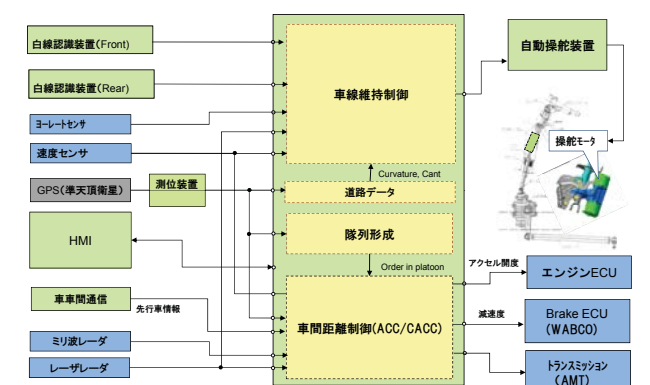 白線認識装置(Front)
白線認識装置(Rear)
ヨーレートセンサ
速度センサ
GPS(準天頂衛星)
測位装置
HMI
車車間通信
先行車情報
ミリ波レーダ
レーザレーダ
車線維持制御
Curvature, Cant
道路データ
隊列形成
Order in platoon
車間距離制御(ACC/CACC)
自動操舵装置
操舵モータ
アクセル開度
エンジンECU
減速度
Brake ECU
(WABCO)
トランスミッション
(AMT)